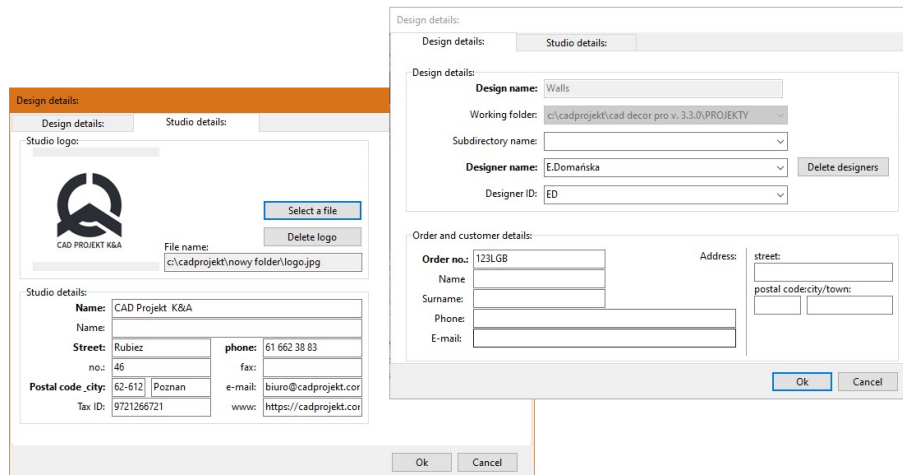 Design details:
Design details:
Studio details:
Studio logo:
CAD PROJEKT K&A
Select a file
Delete logo
File name:
c:\cadprojekt\nowy folder\logo.jpg
Studio details:
Name: CAD Projekt K&A
Name:
Street: Rubiez phone: 61 662 38 83
no.: 46 fax:
Postal code ,city: 62-612 Poznan e-mail: biuro@cadprojekt.cor
Tax ID: 9721266721 www: https://cadprojekt.cor
Ok Cancel
Design details:
Design details:
Studio details:
Design details:
Design name: Walls
Working folder: c:\cadprojekt\cad decor pro v. 3.3.0\PROJEKTY
Subdirectory name:
Designer name: E.Domańska Delete designers
Designer ID: ED
Order and customer details:
Order no.: 123LGB Address: street:
Name
Surname: postal code:city/town:
Phone:
E-mail:
Ok Cancel